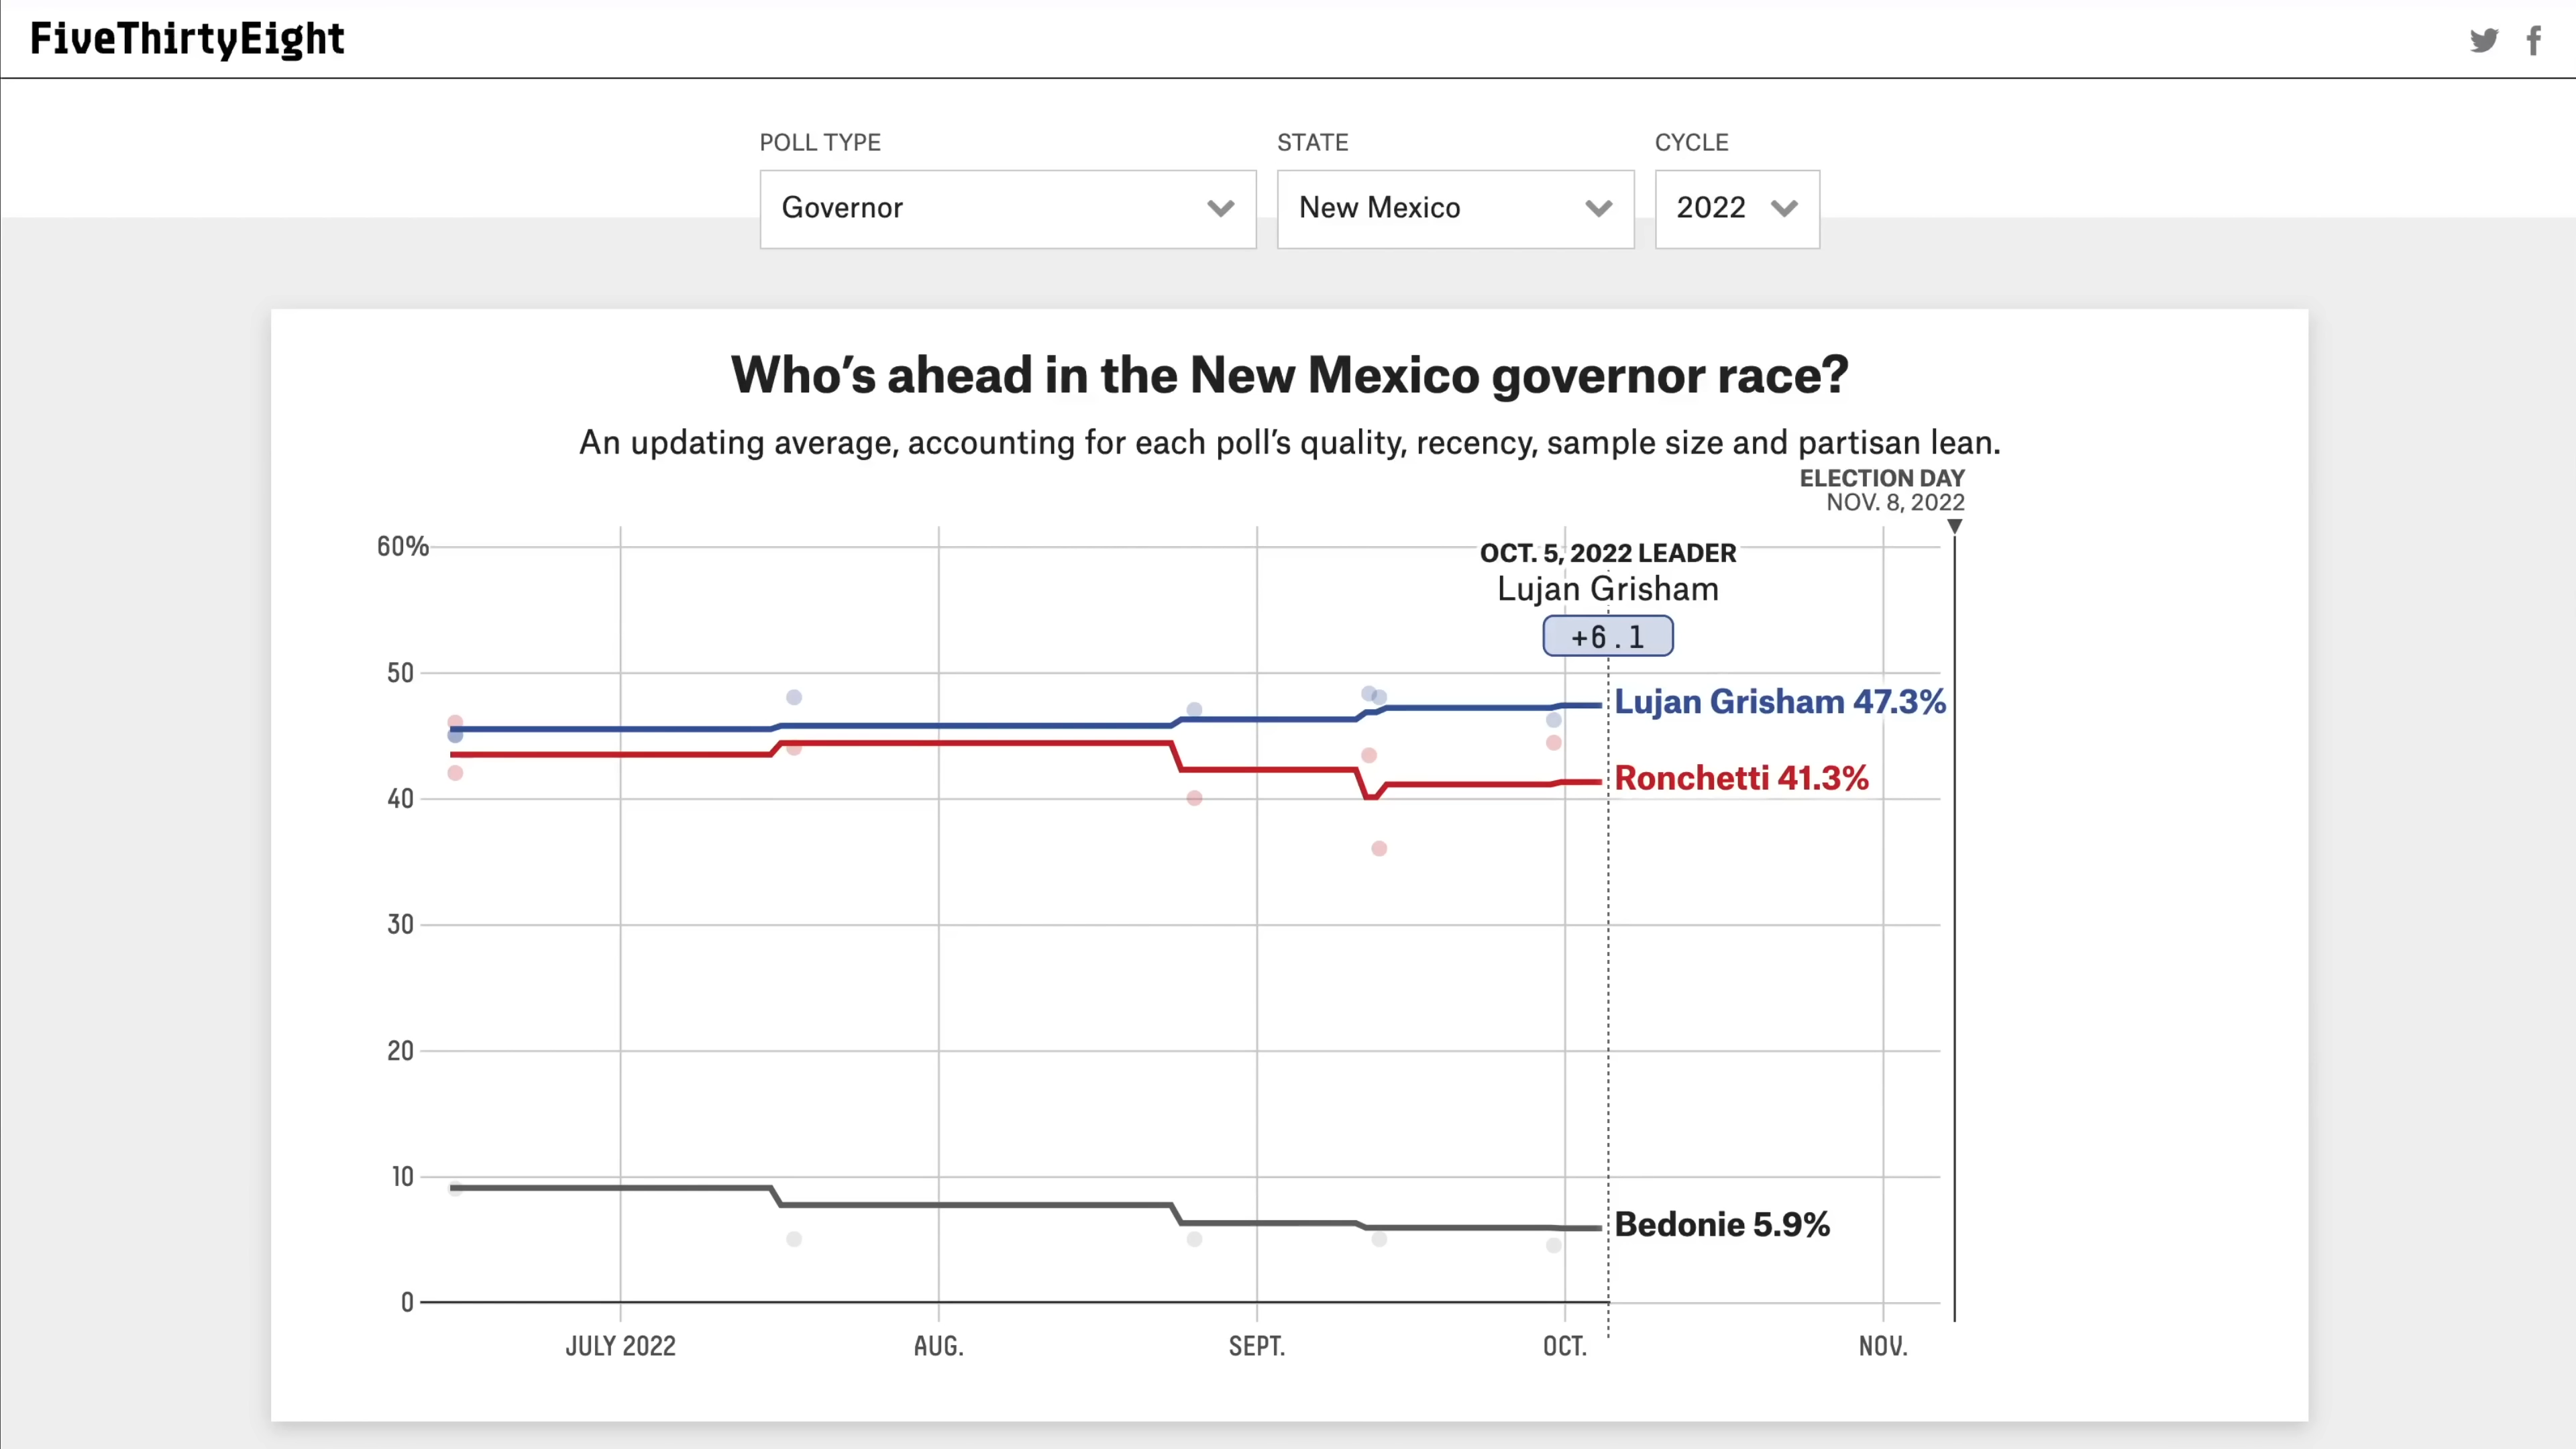 FiveThirtyEight
POLL TYPE
STATE
CYCLE
Governor
New Mexico
2022
Who’s ahead in the New Mexico governor race?
An updating average, accounting for each poll’s quality, recency, sample size and partisan lean.
ELECTION DAY
NOV. 8, 2022
60%
OCT. 5, 2022 LEADER
Lujan Grisham
+6.1
50
Lujan Grisham 47.3%
Ronchetti 41.3%
40
30
20
10
Bedonie 5.9%
0
JULY 2022
AUG.
SEPT.
OCT.
NOV.